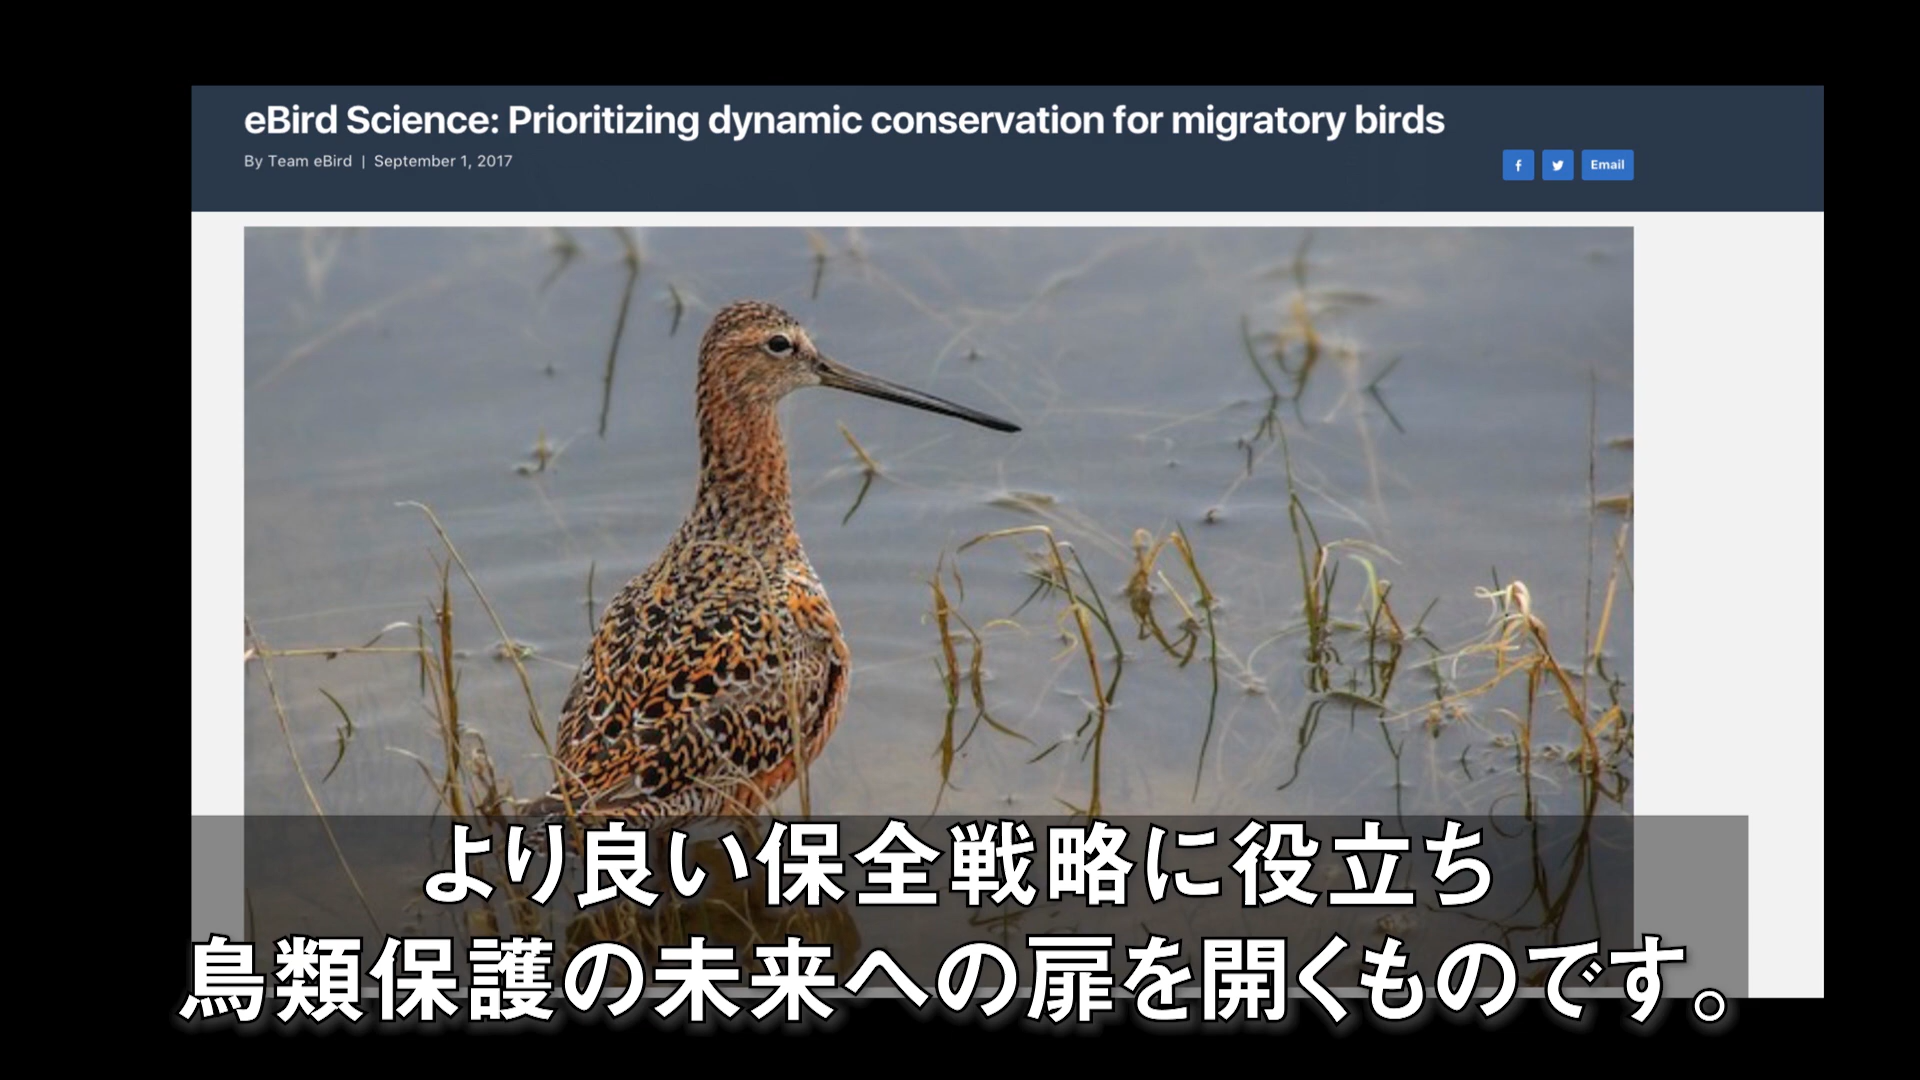 eBird Science: Prioritizing dynamic conservation for migratory birds
By Team eBird | September 1, 2017
Email
より良い保全戦略に役立ち
鳥類保護の未来への扉を開くものです。